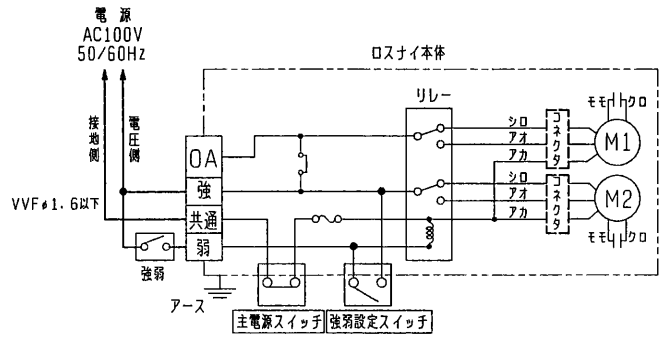 電源
AC100V
50/60Hz
接地側
電圧側
VVFφ1.6以下
強弱
アース
ロスナイ本体
OA
強
共通
弱
リレー
シロ
アオ
アカ
シロ
アオ
アカ
コネクタ
コネクタ
モモ
クロ
M1
M2
モモ
クロ
主電源スイッチ
強弱設定スイッチ